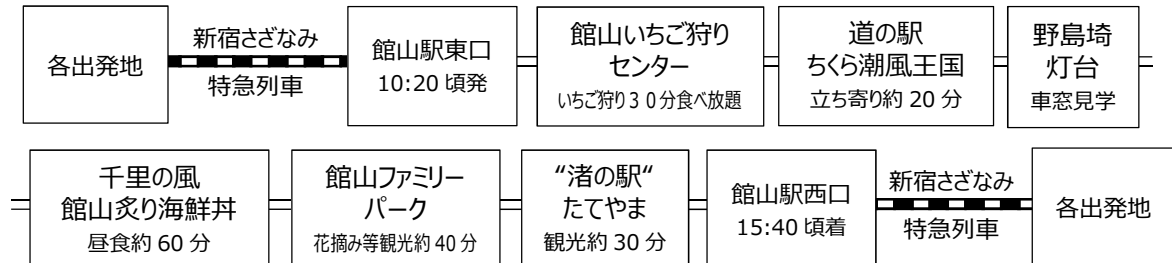 各出発地
新宿さざなみ
特急列車
館山駅東口
10:20 頃発
館山いちご狩り
センター
いちご狩り３０分食べ放題
道の駅
ちくら潮風王国
立ち寄り約 20 分
野島埼
灯台
車窓見学
千里の風
館山炙り海鮮丼
昼食約 60 分
館山ファミリー
パーク
花摘み等観光約 40 分
“渚の駅“
たてやま
観光約 30 分
館山駅西口
15:40 頃着
新宿さざなみ
特急列車
各出発地